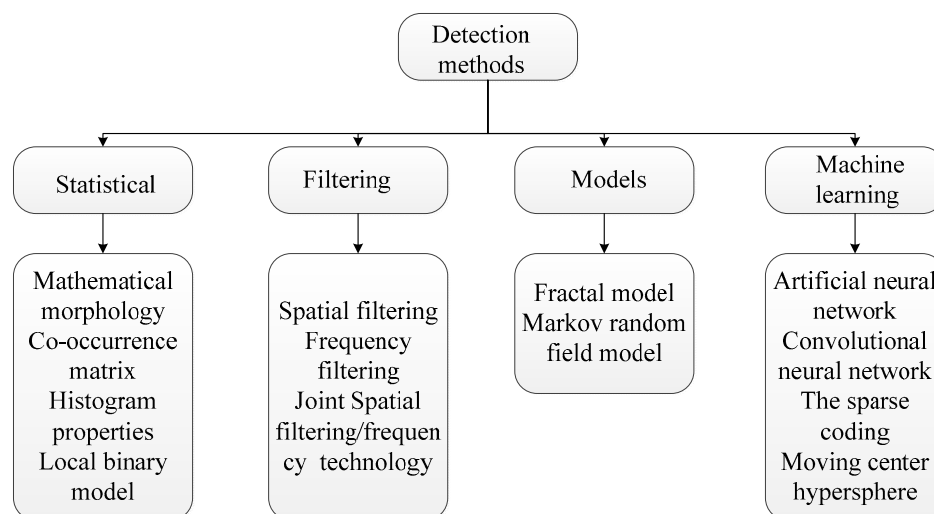 Detection
methods
Statistical
Filtering
Models
Machine
learning
Mathematical
morphology
Co-occurrence
matrix
Histogram
properties
Local binary
model
Spatial filtering
Frequency
filtering
Joint Spatial
filtering/frequen
cy technology
Fractal model
Markov random
field model
Artificial neural
network
Convolutional
neural network
The sparse
coding
Moving center
hypersphere